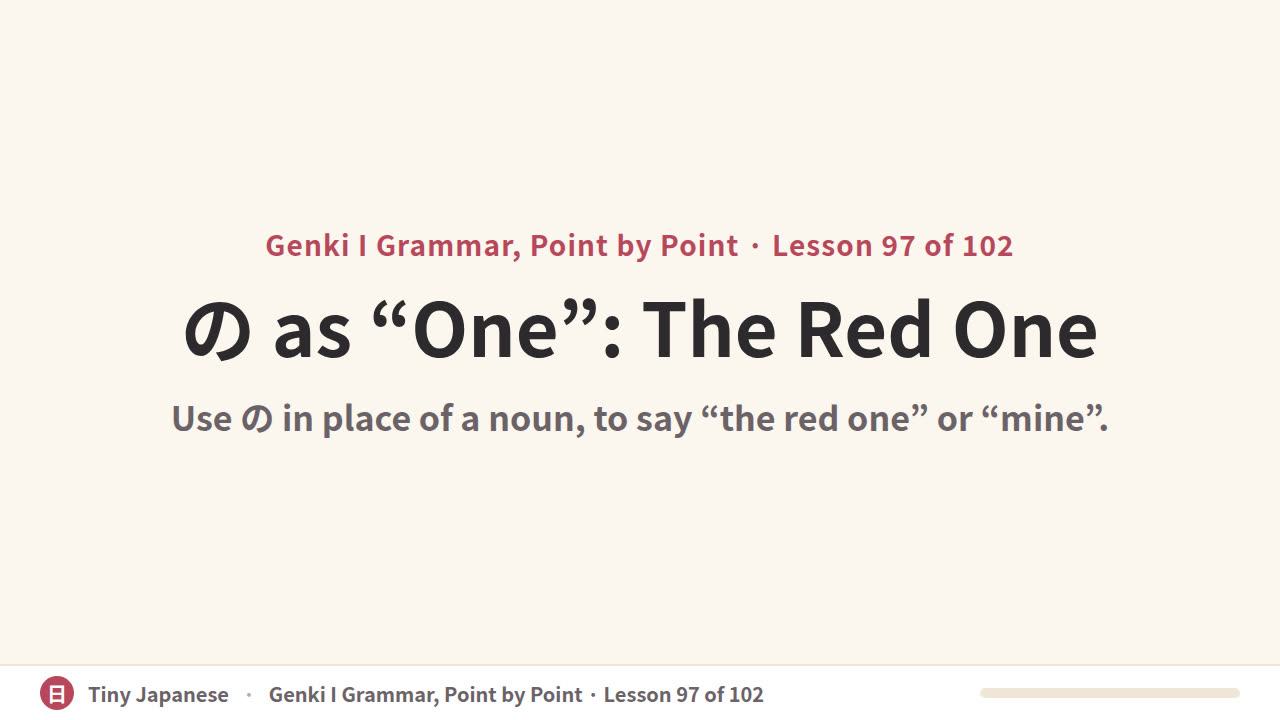 Genki I Grammar, Point by Point · Lesson 97 of 102
の as “One”: The Red One
Use の in place of a noun, to say “the red one” or “mine”.
日 Tiny Japanese · Genki I Grammar, Point by Point · Lesson 97 of 102